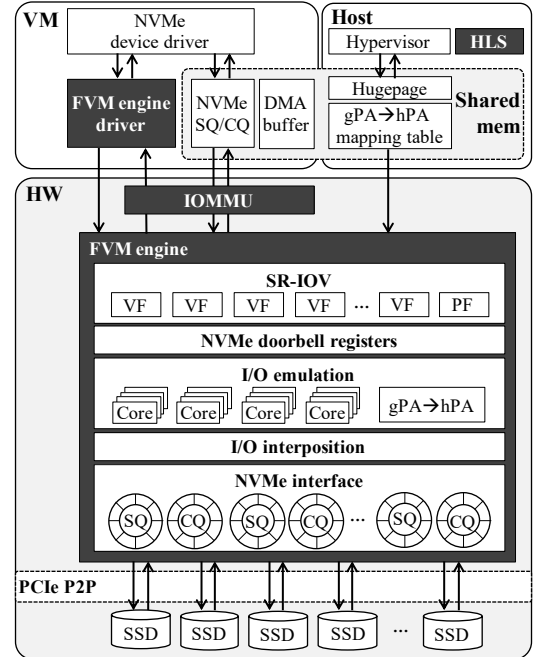 VM
NVMe
device driver
FVM engine
driver
NVMe
SQ/CQ
DMA
buffer
Host
Hypervisor
HLS
Hugepage
gPA→hPA
mapping table
Shared
mem
HW
IOMMU
FVM engine
SR-IOV
VF VF VF VF ... VF PF
NVMe doorbell registers
I/O emulation
Core Core Core Core gPA→hPA
I/O interposition
NVMe interface
SQ CQ SQ CQ ... SQ CQ
PCIe P2P
SSD SSD SSD SSD ... SSD